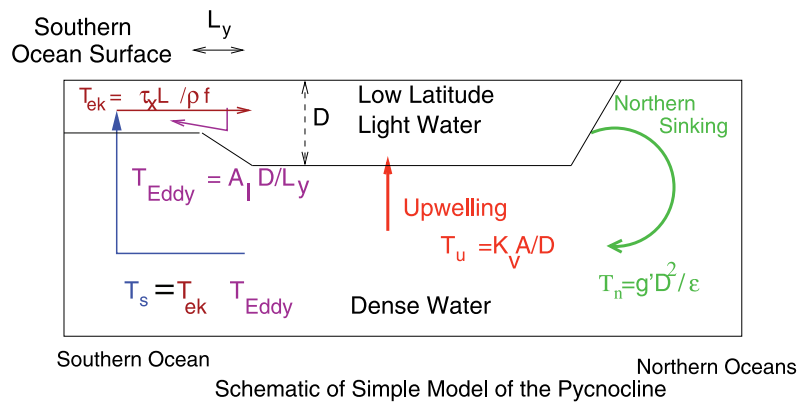 Southern
Ocean Surface
L_y
T_ek = τ_x L /ρ f
D
Low Latitude
Light Water
Northern
Sinking
T_Eddy = A_I D/L_y
Upwelling
T_u =K_v A/D
T_n=g'D^2/ε
T_s=T_ek T_Eddy
Dense Water
Southern Ocean
Northern Oceans
Schematic of Simple Model of the Pycnocline